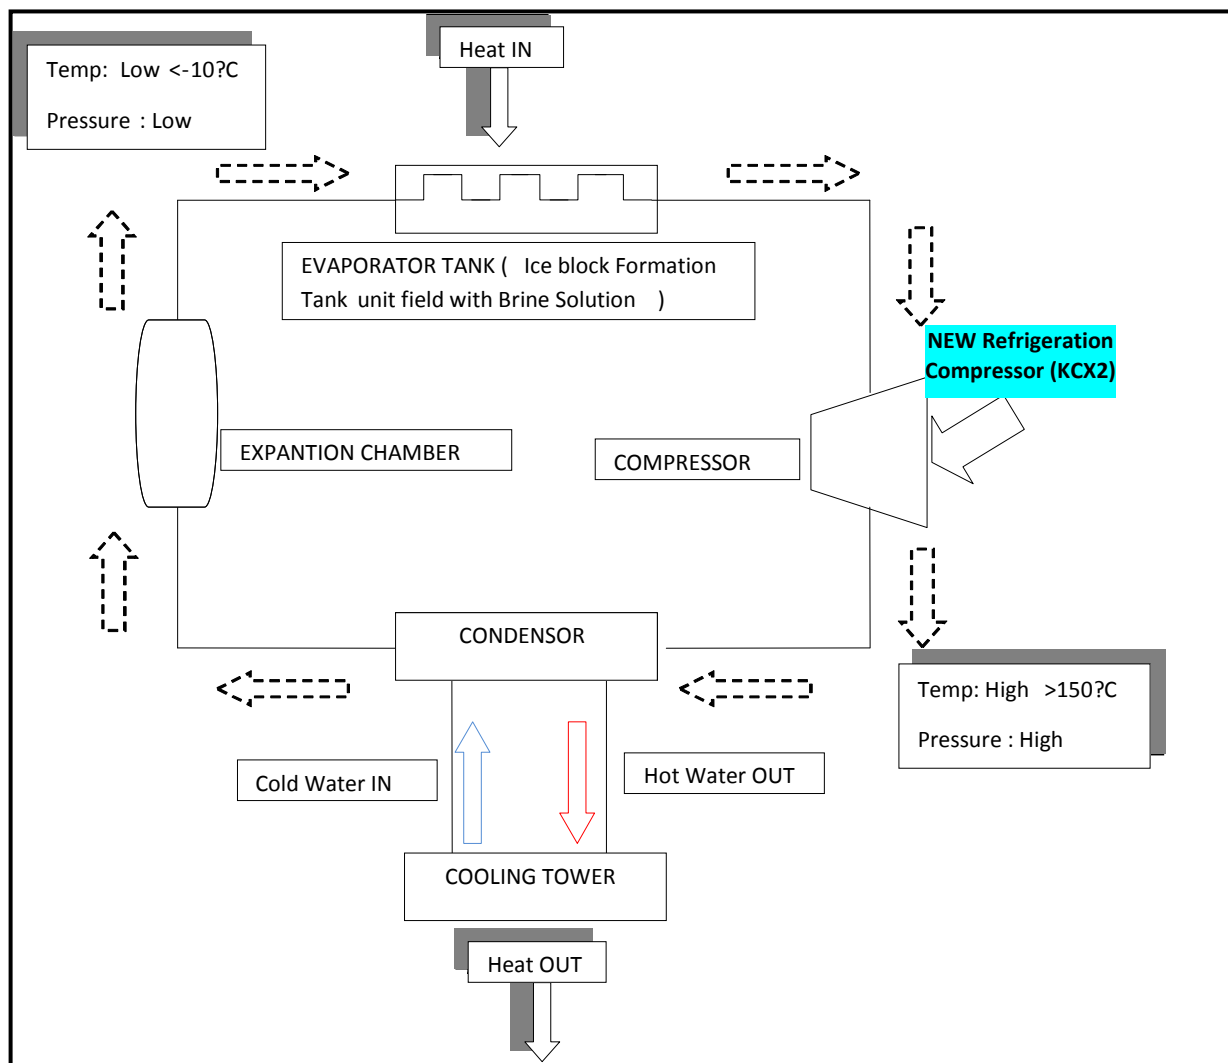 Heat IN
Temp: Low <-10?C
Pressure : Low
EVAPORATOR TANK ( Ice block Formation
Tank unit field with Brine Solution )
NEW Refrigeration
Compressor (KCX2)
EXPANTION CHAMBER
COMPRESSOR
CONDENSOR
Temp: High >150?C
Pressure : High
Cold Water IN
Hot Water OUT
COOLING TOWER
Heat OUT